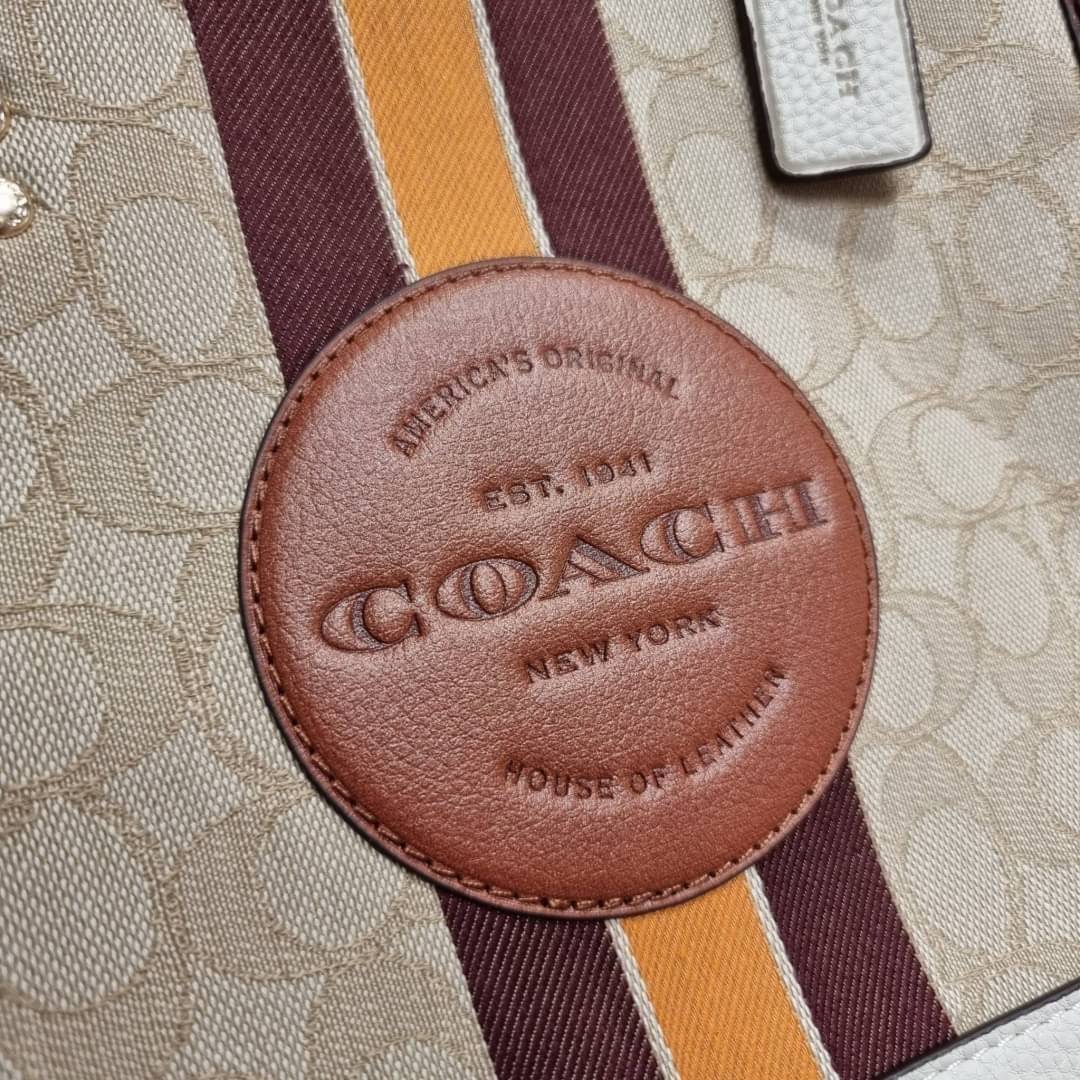 COACH
AMERICA'S ORIGINAL
EST. 1941
COACH
NEW YORK
HOUSE OF LEATHER